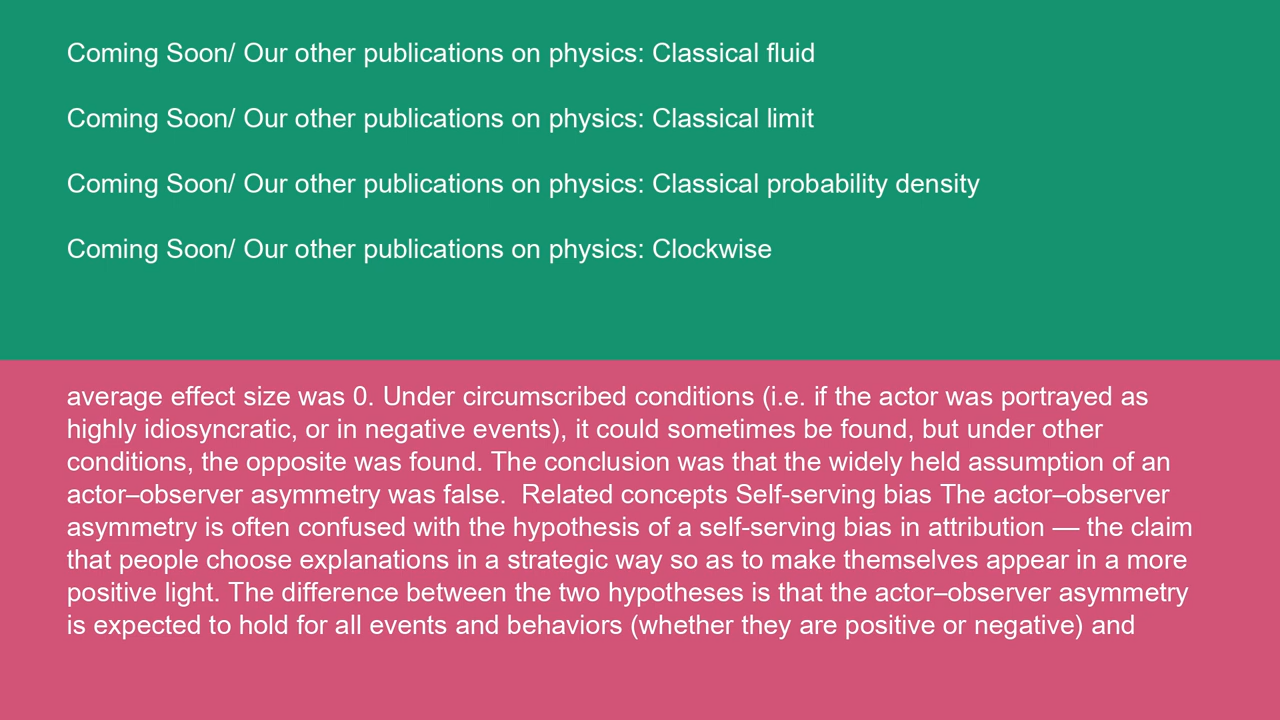 Coming Soon/ Our other publications on physics: Classical fluid
Coming Soon/ Our other publications on physics: Classical limit
Coming Soon/ Our other publications on physics: Classical probability density
Coming Soon/ Our other publications on physics: Clockwise
average effect size was 0. Under circumscribed conditions (i.e. if the actor was portrayed as
highly idiosyncratic, or in negative events), it could sometimes be found, but under other
conditions, the opposite was found. The conclusion was that the widely held assumption of an
actor–observer asymmetry was false.  Related concepts Self-serving bias The actor–observer
asymmetry is often confused with the hypothesis of a self-serving bias in attribution — the claim
that people choose explanations in a strategic way so as to make themselves appear in a more
positive light. The difference between the two hypotheses is that the actor–observer asymmetry
is expected to hold for all events and behaviors (whether they are positive or negative) and